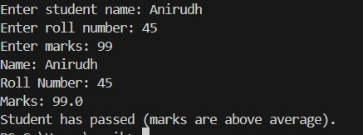 Enter student name: Anirudh
Enter roll number: 45
Enter marks: 99
Name: Anirudh
Roll Number: 45
Marks: 99.0
Student has passed (marks are above average).